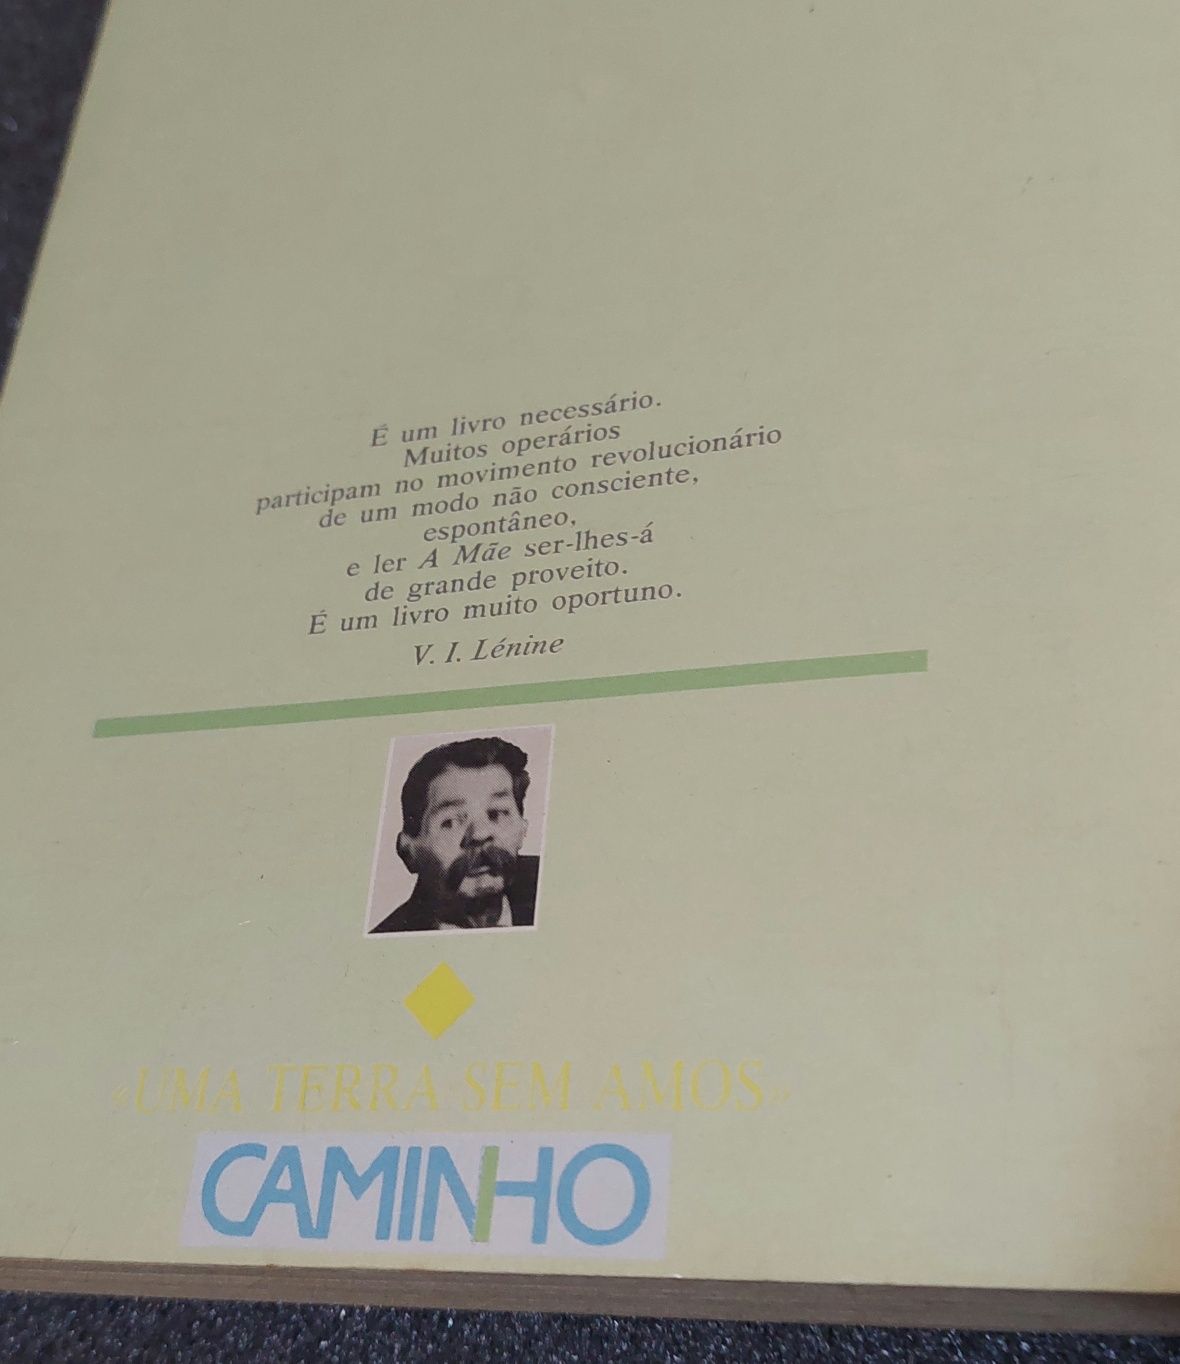 É um livro necessário.
Muitos operários
participam no movimento revolucionário
de um modo não consciente,
espontâneo,
e ler A Mãe ser-lhes-á
de grande proveito.
É um livro muito oportuno.
V. I. Lénine
«UMA TERRA SEM AMOS»
CAMINHO